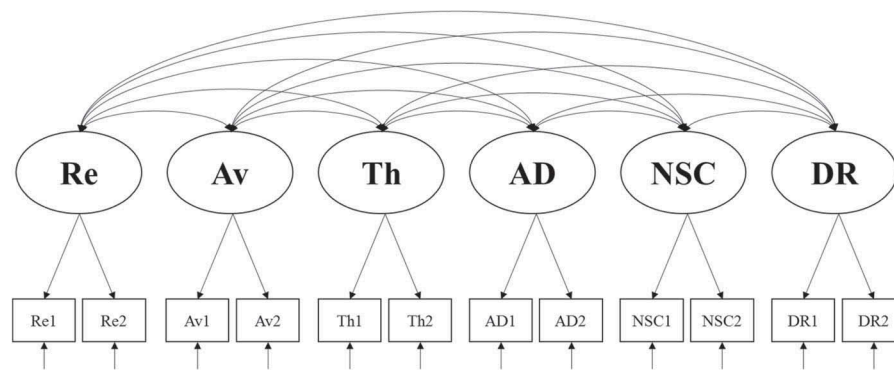 Re Av Th AD NSC DR
Re1 Re2 Av1 Av2 Th1 Th2 AD1 AD2 NSC1 NSC2 DR1 DR2